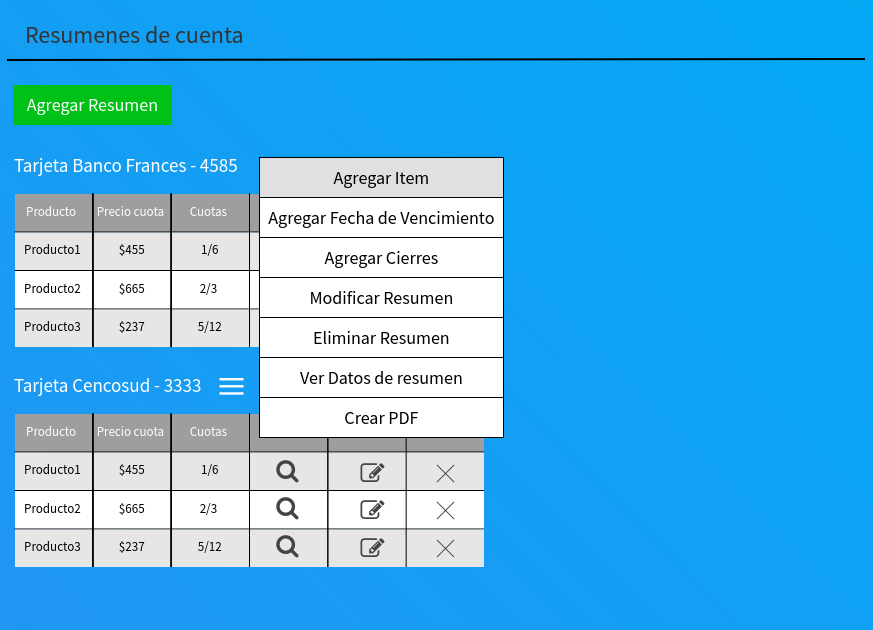 Resumenes de cuenta
Agregar Resumen
Tarjeta Banco Frances - 4585
Producto Precio cuota Cuotas
Producto1 $455 1/6
Producto2 $665 2/3
Producto3 $237 5/12
Agregar Item
Agregar Fecha de Vencimiento
Agregar Cierres
Modificar Resumen
Eliminar Resumen
Ver Datos de resumen
Crear PDF
Tarjeta Cencosud - 3333
Producto Precio cuota Cuotas
Producto1 $455 1/6
Producto2 $665 2/3
Producto3 $237 5/12